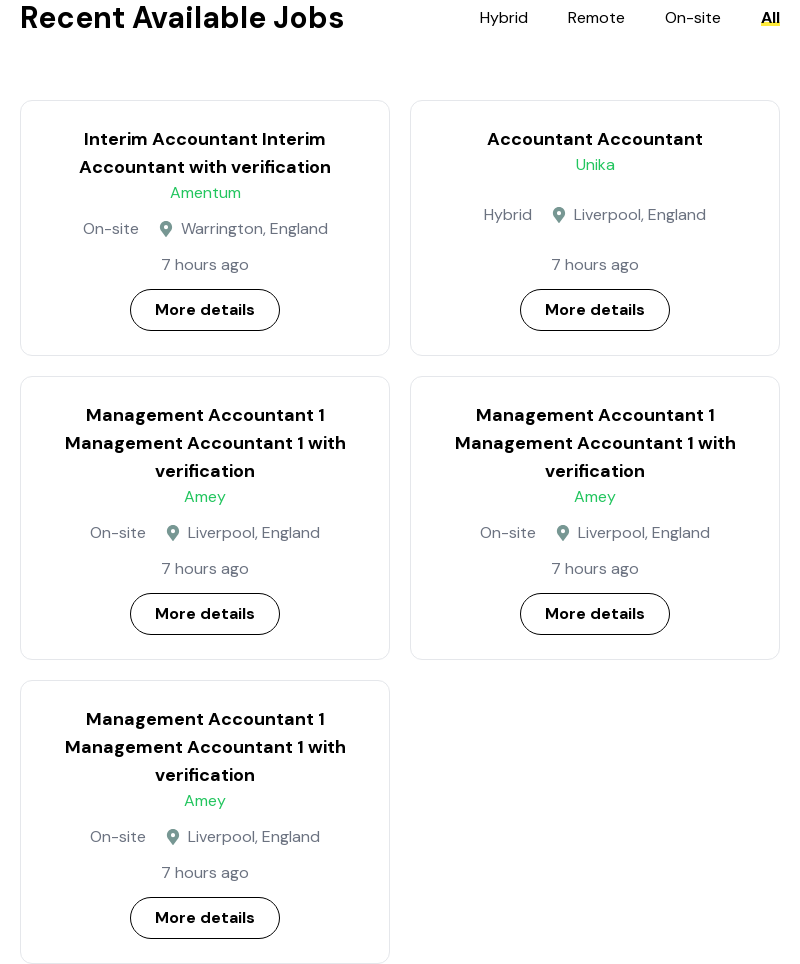 Recent Available Jobs
Hybrid Remote On-site All
Interim Accountant Interim
Accountant with verification
Amentum
On-site Warrington, England
7 hours ago
More details
Accountant Accountant
Unika
Hybrid Liverpool, England
7 hours ago
More details
Management Accountant 1
Management Accountant 1 with
verification
Amey
On-site Liverpool, England
7 hours ago
More details
Management Accountant 1
Management Accountant 1 with
verification
Amey
On-site Liverpool, England
7 hours ago
More details
Management Accountant 1
Management Accountant 1 with
verification
Amey
On-site Liverpool, England
7 hours ago
More details